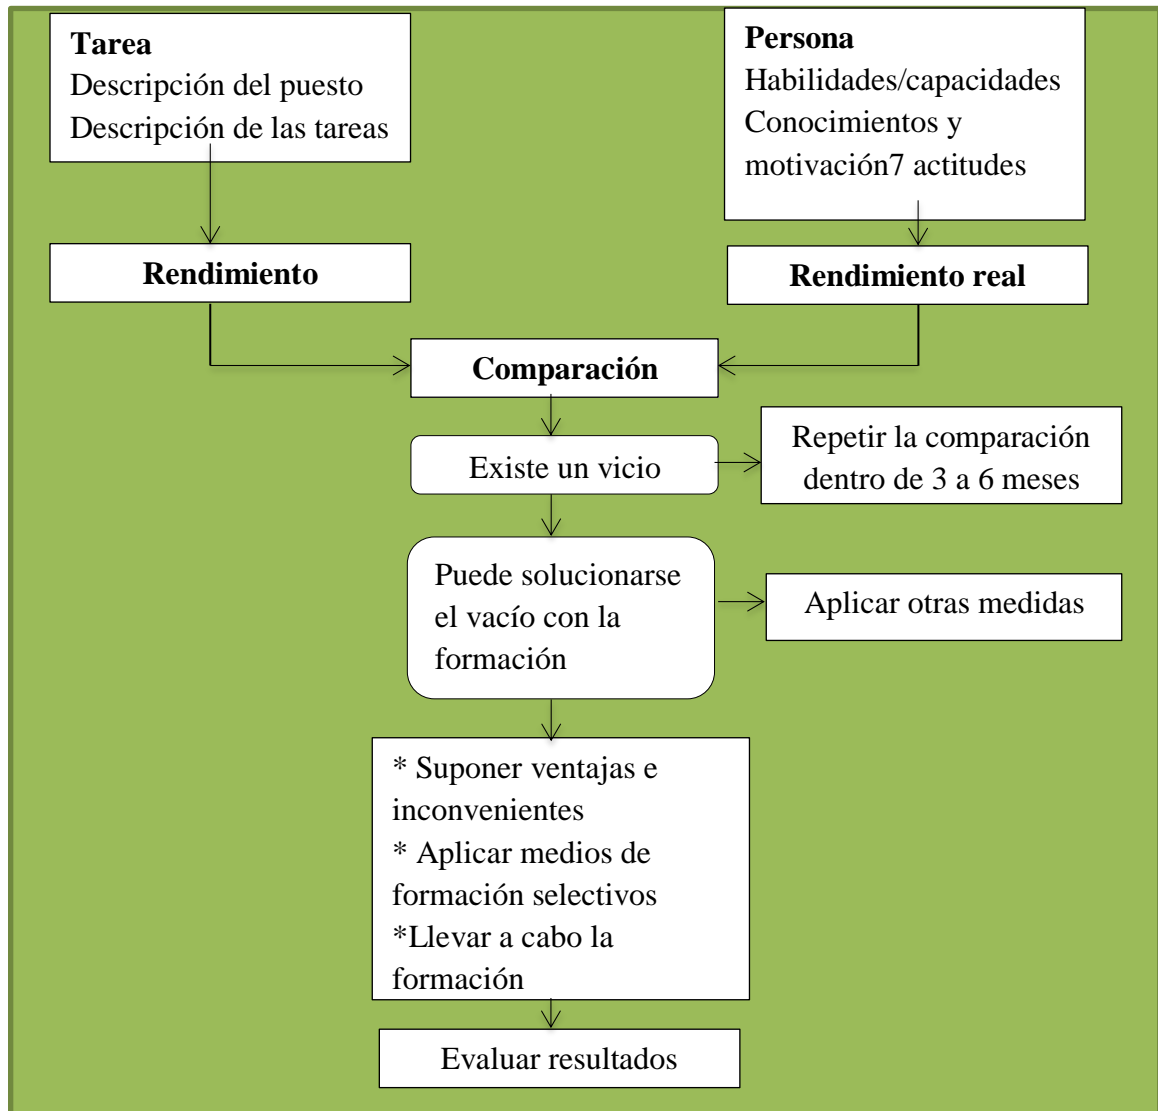 Tarea
Descripción del puesto
Descripción de las tareas
Persona
Habilidades/capacidades
Conocimientos y
motivación7 actitudes
Rendimiento
Rendimiento real
Comparación
Existe un vicio
Repetir la comparación
dentro de 3 a 6 meses
Puede solucionarse
el vacío con la
formación
Aplicar otras medidas
* Suponer ventajas e
inconvenientes
* Aplicar medios de
formación selectivos
*Llevar a cabo la
formación
Evaluar resultados